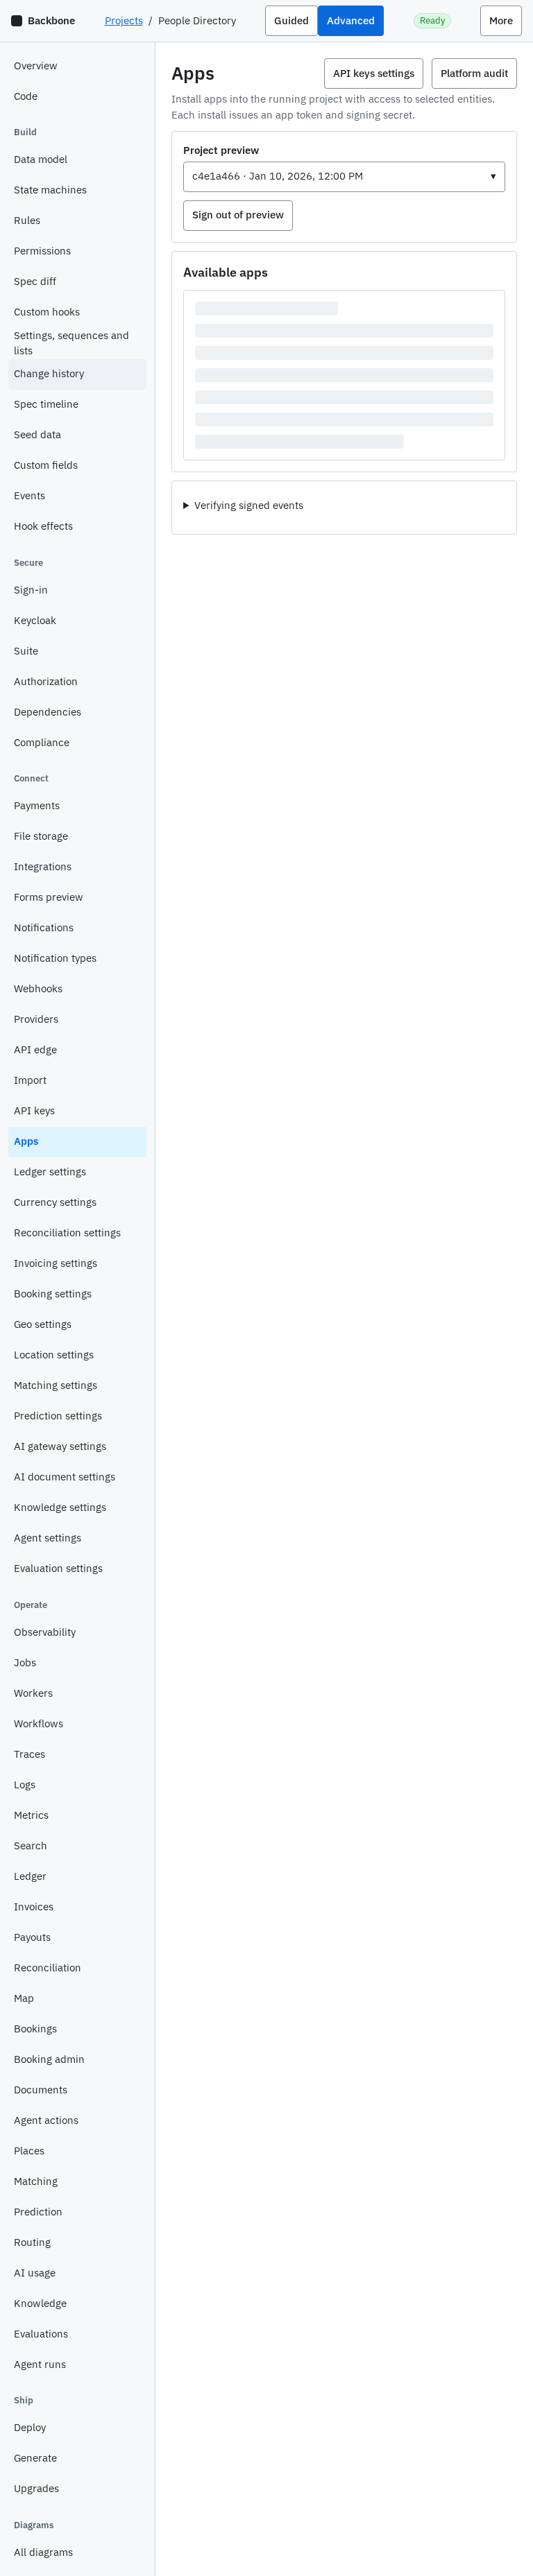 Backbone
Projects / People Directory
Guided
Advanced
Ready
More
Overview
Code
Build
Data model
State machines
Rules
Permissions
Spec diff
Custom hooks
Settings, sequences and
lists
Change history
Spec timeline
Seed data
Custom fields
Events
Hook effects
Secure
Sign-in
Keycloak
Suite
Authorization
Dependencies
Compliance
Connect
Payments
File storage
Integrations
Forms preview
Notifications
Notification types
Webhooks
Providers
API edge
Import
API keys
Apps
Ledger settings
Currency settings
Reconciliation settings
Invoicing settings
Booking settings
Geo settings
Location settings
Matching settings
Prediction settings
AI gateway settings
AI document settings
Knowledge settings
Agent settings
Evaluation settings
Operate
Observability
Jobs
Workers
Workflows
Traces
Logs
Metrics
Search
Ledger
Invoices
Payouts
Reconciliation
Map
Bookings
Booking admin
Documents
Agent actions
Places
Matching
Prediction
Routing
AI usage
Knowledge
Evaluations
Agent runs
Ship
Deploy
Generate
Upgrades
Diagrams
All diagrams
Apps
API keys settings
Platform audit
Install apps into the running project with access to selected entities.
Each install issues an app token and signing secret.
Project preview
c4e1a466 · Jan 10, 2026, 12:00 PM
Sign out of preview
Available apps
Verifying signed events